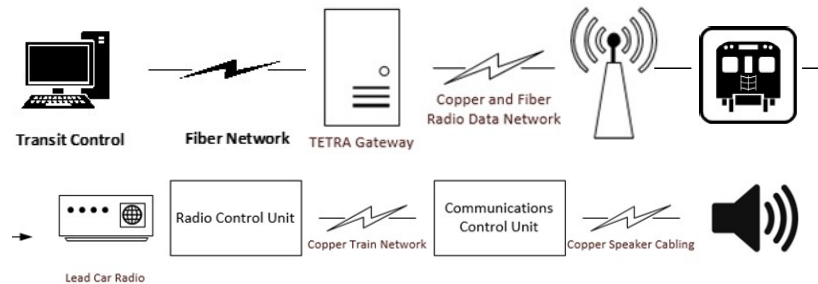 Transit Control
Fiber Network
TETRA Gateway
Copper and Fiber
Radio Data Network
Lead Car Radio
Radio Control Unit
Copper Train Network
Communications
Control Unit
Copper Speaker Cabling